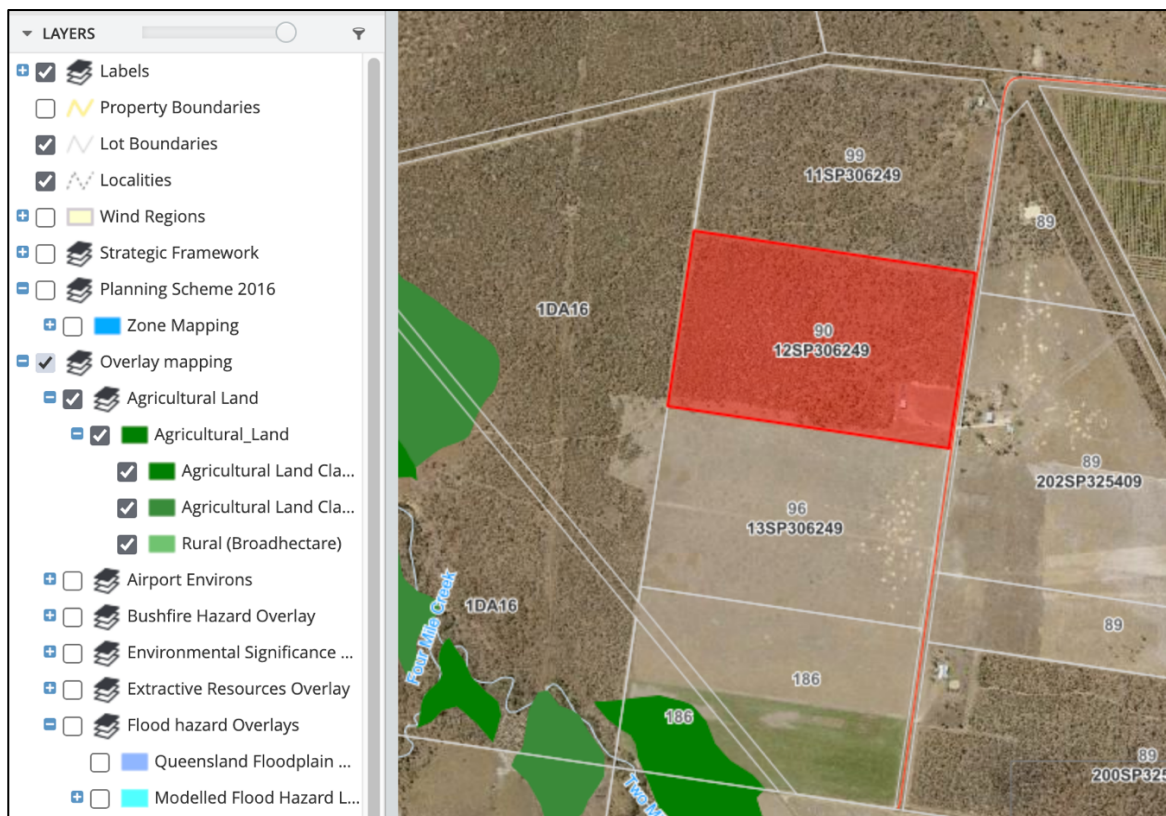 LAYERS
Labels
Property Boundaries
Lot Boundaries
Localities
Wind Regions
Strategic Framework
Planning Scheme 2016
Zone Mapping
Overlay mapping
Agricultural Land
Agricultural_Land
Agricultural Land Cla...
Agricultural Land Cla...
Rural (Broadhectare)
Airport Environs
Bushfire Hazard Overlay
Environmental Significance ...
Extractive Resources Overlay
Flood hazard Overlays
Queensland Floodplain ...
Modelled Flood Hazard L...
99
11SP306249
89
1DA16
90
12SP306249
89
202SP325409
96
13SP306249
1DA16
Four Mile Creek
89
186
186
89
200SP325
Two M